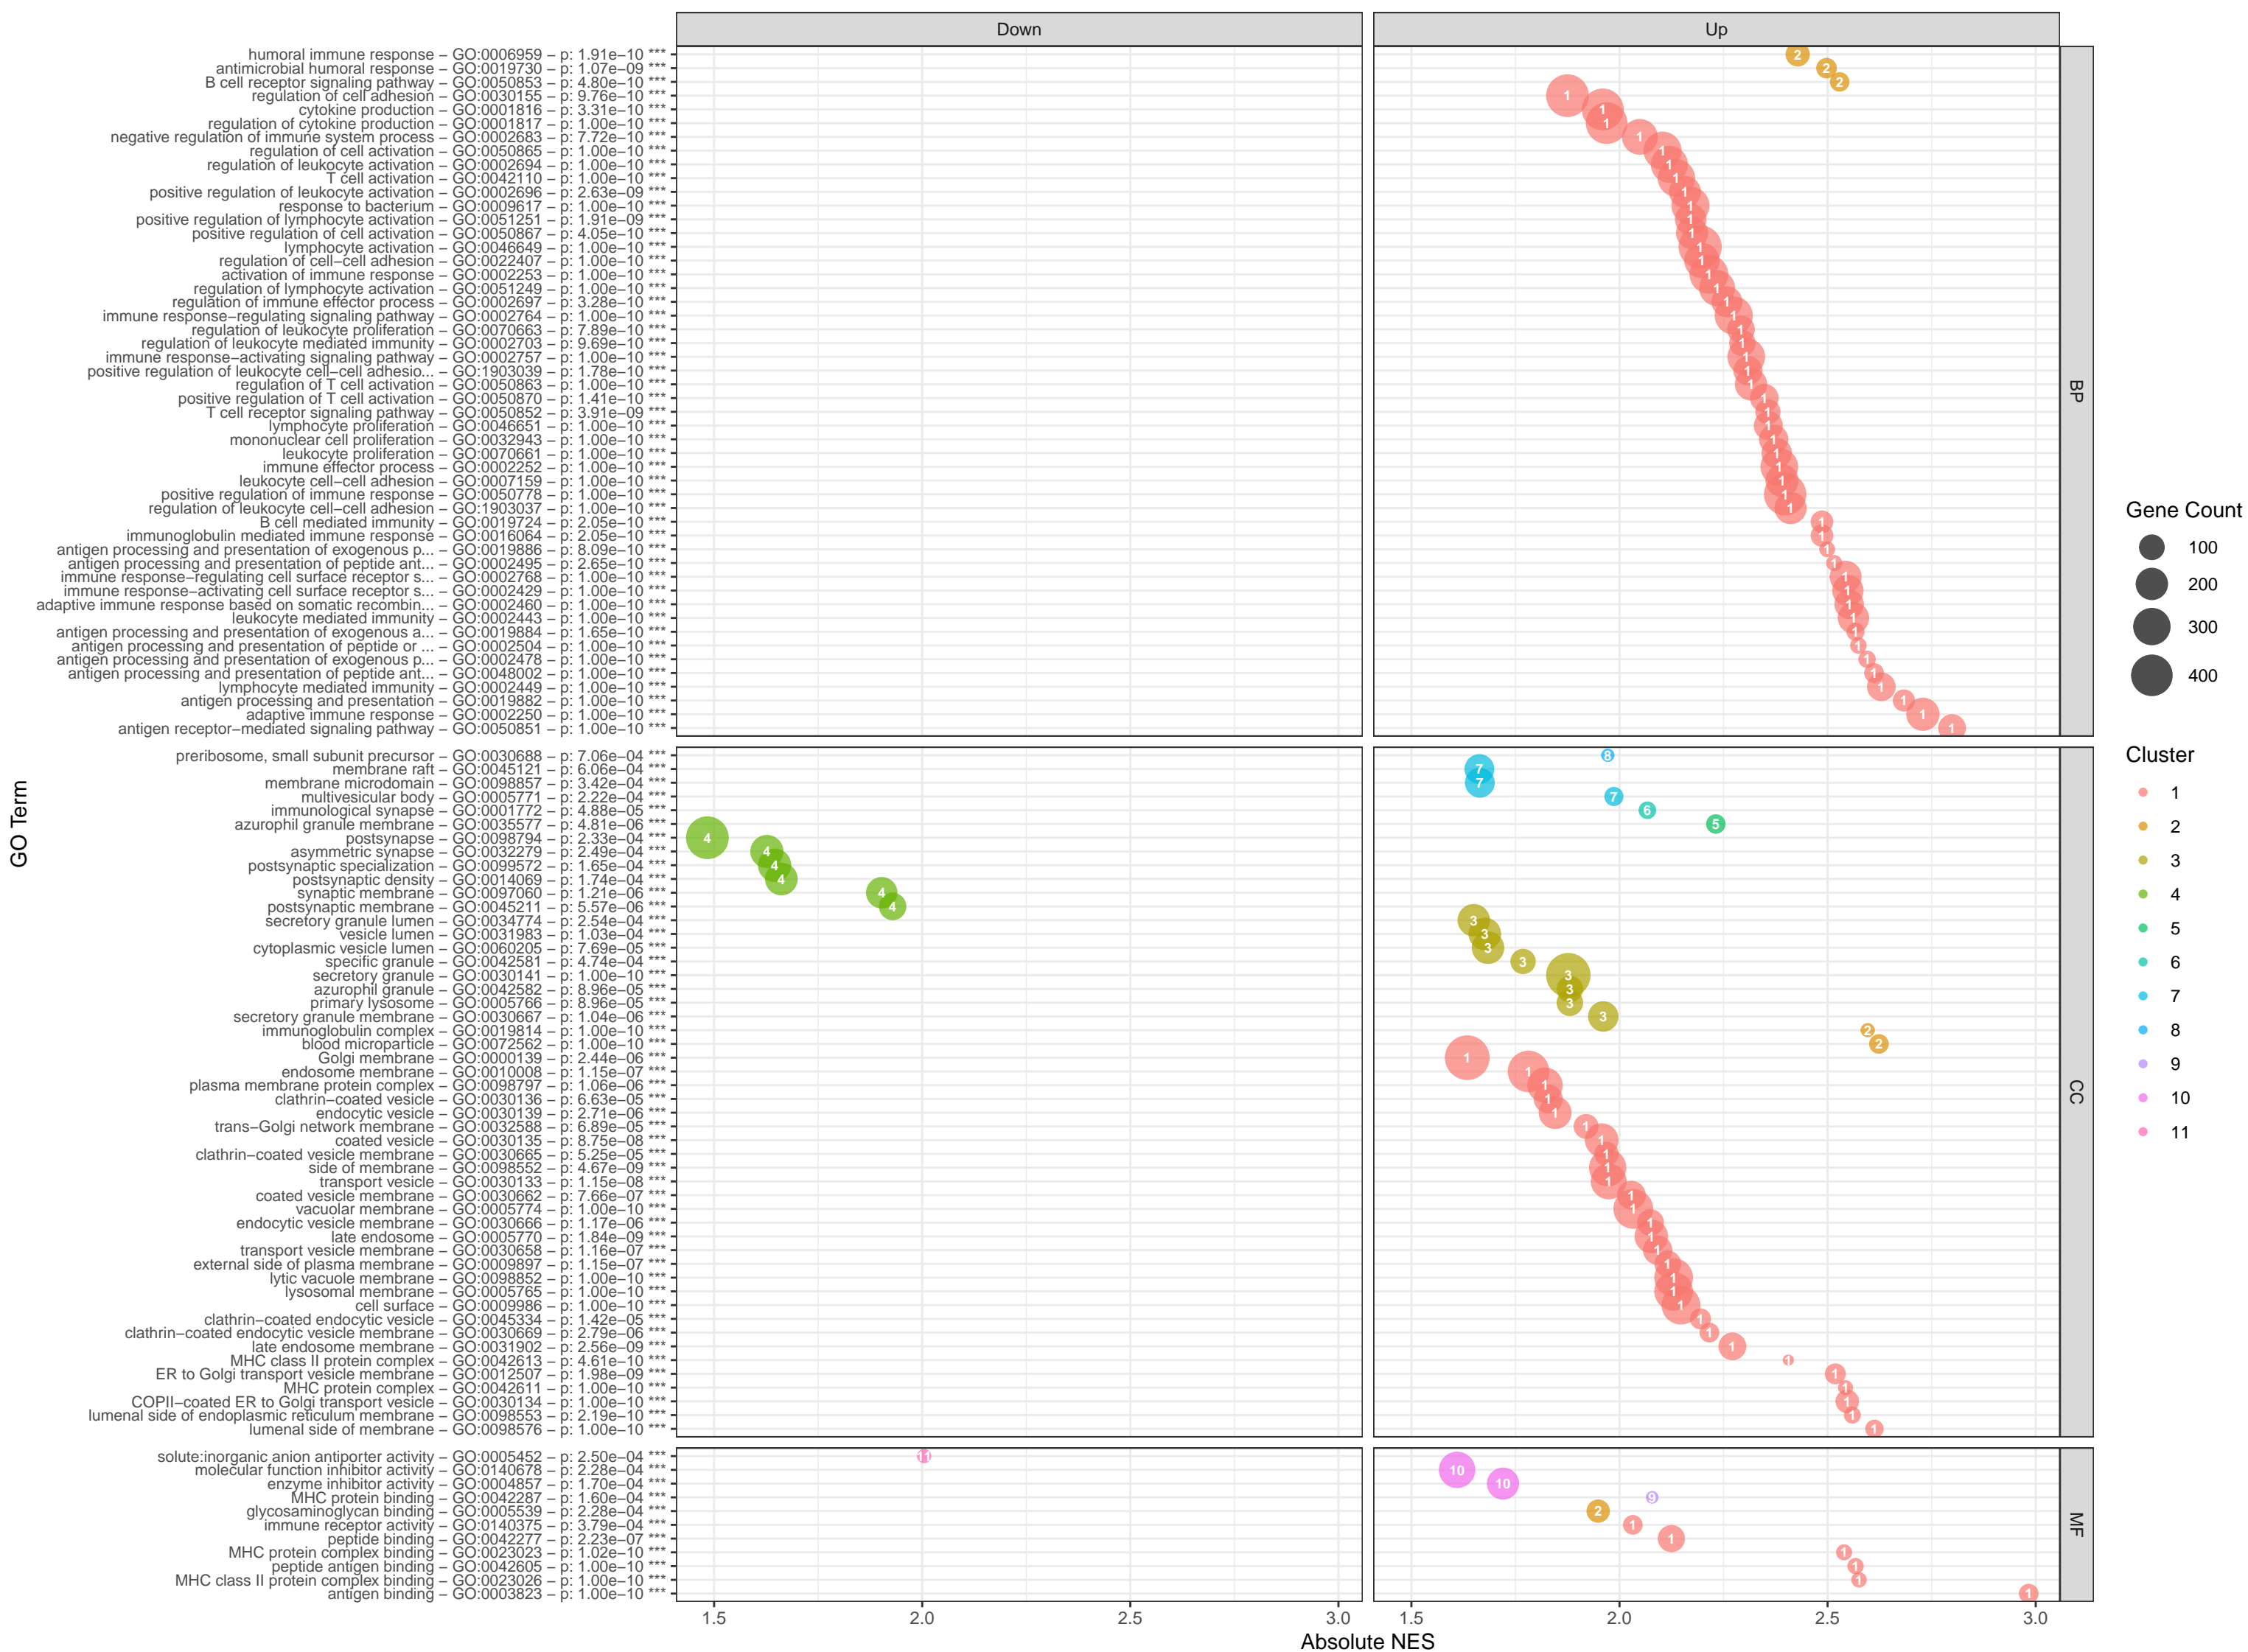 Down
Up
humoral immune response − GO:0006959 − p: 1.91e−10 ***
antimicrobial humoral response − GO:0019730 − p: 1.07e−09 ***
B cell receptor signaling pathway − GO:0050853 − p: 4.80e−10 ***
regulation of cell adhesion − GO:0030155 − p: 9.76e−10 ***
cytokine production − GO:0001816 − p: 3.31e−10 ***
regulation of cytokine production − GO:0001817 − p: 1.00e−10 ***
negative regulation of immune system process − GO:0002683 − p: 7.72e−10 ***
regulation of cell activation − GO:0050865 − p: 1.00e−10 ***
regulation of leukocyte activation − GO:0002694 − p: 1.00e−10 ***
T cell activation − GO:0042110 − p: 1.00e−10 ***
positive regulation of leukocyte activation − GO:0002696 − p: 2.63e−09 ***
response to bacterium − GO:0009617 − p: 1.00e−10 ***
positive regulation of lymphocyte activation − GO:0051251 − p: 1.91e−09 ***
positive regulation of cell activation − GO:0050867 − p: 4.05e−10 ***
lymphocyte activation − GO:0046649 − p: 1.00e−10 ***
regulation of cell−cell adhesion − GO:0022407 − p: 1.00e−10 ***
activation of immune response − GO:0002253 − p: 1.00e−10 ***
regulation of lymphocyte activation − GO:0051249 − p: 1.00e−10 ***
regulation of immune effector process − GO:0002697 − p: 3.28e−10 ***
immune response−regulating signaling pathway − GO:0002764 − p: 1.00e−10 ***
regulation of leukocyte proliferation − GO:0070663 − p: 7.89e−10 ***
regulation of leukocyte mediated immunity − GO:0002703 − p: 9.69e−10 ***
immune response−activating signaling pathway − GO:0002757 − p: 1.00e−10 ***
positive regulation of leukocyte cell−cell adhesio... − GO:1903039 − p: 1.78e−10 ***
regulation of T cell activation − GO:0050863 − p: 1.00e−10 ***
positive regulation of T cell activation − GO:0050870 − p: 1.41e−10 ***
T cell receptor signaling pathway − GO:0050852 − p: 3.91e−09 ***
lymphocyte proliferation − GO:0046651 − p: 1.00e−10 ***
mononuclear cell proliferation − GO:0032943 − p: 1.00e−10 ***
leukocyte proliferation − GO:0070661 − p: 1.00e−10 ***
immune effector process − GO:0002252 − p: 1.00e−10 ***
leukocyte cell−cell adhesion − GO:0007159 − p: 1.00e−10 ***
positive regulation of immune response − GO:0050778 − p: 1.00e−10 ***
regulation of leukocyte cell−cell adhesion − GO:1903037 − p: 1.00e−10 ***
B cell mediated immunity − GO:0019724 − p: 2.05e−10 ***
immunoglobulin mediated immune response − GO:0016064 − p: 2.05e−10 ***
antigen processing and presentation of exogenous p... − GO:0019886 − p: 8.09e−10 ***
antigen processing and presentation of peptide ant... − GO:0002495 − p: 2.65e−10 ***
immune response−regulating cell surface receptor s... − GO:0002768 − p: 1.00e−10 ***
immune response−activating cell surface receptor s... − GO:0002429 − p: 1.00e−10 ***
adaptive immune response based on somatic recombin... − GO:0002460 − p: 1.00e−10 ***
leukocyte mediated immunity − GO:0002443 − p: 1.00e−10 ***
antigen processing and presentation of exogenous a... − GO:0019884 − p: 1.65e−10 ***
antigen processing and presentation of peptide or ... − GO:0002504 − p: 1.00e−10 ***
antigen processing and presentation of exogenous p... − GO:0002478 − p: 1.00e−10 ***
antigen processing and presentation of peptide ant... − GO:0048002 − p: 1.00e−10 ***
lymphocyte mediated immunity − GO:0002449 − p: 1.00e−10 ***
antigen processing and presentation − GO:0019882 − p: 1.00e−10 ***
adaptive immune response − GO:0002250 − p: 1.00e−10 ***
antigen receptor−mediated signaling pathway − GO:0050851 − p: 1.00e−10 ***
BP
preribosome, small subunit precursor − GO:0030688 − p: 7.06e−04 ***
membrane raft − GO:0045121 − p: 6.06e−04 ***
membrane microdomain − GO:0098857 − p: 3.42e−04 ***
multivesicular body − GO:0005771 − p: 2.22e−04 ***
immunological synapse − GO:0001772 − p: 4.88e−05 ***
azurophil granule membrane − GO:0035577 − p: 4.81e−06 ***
postsynapse − GO:0098794 − p: 2.33e−04 ***
asymmetric synapse − GO:0032279 − p: 2.49e−04 ***
postsynaptic specialization − GO:0099572 − p: 1.65e−04 ***
postsynaptic density − GO:0014069 − p: 1.74e−04 ***
synaptic membrane − GO:0097060 − p: 1.21e−06 ***
postsynaptic membrane − GO:0045211 − p: 5.57e−06 ***
secretory granule lumen − GO:0034774 − p: 2.54e−04 ***
vesicle lumen − GO:0031983 − p: 1.03e−04 ***
cytoplasmic vesicle lumen − GO:0060205 − p: 7.69e−05 ***
specific granule − GO:0042581 − p: 4.74e−04 ***
secretory granule − GO:0030141 − p: 1.00e−10 ***
azurophil granule − GO:0042582 − p: 8.96e−05 ***
primary lysosome − GO:0005766 − p: 8.96e−05 ***
secretory granule membrane − GO:0030667 − p: 1.04e−06 ***
immunoglobulin complex − GO:0019814 − p: 1.00e−10 ***
blood microparticle − GO:0072562 − p: 1.00e−10 ***
Golgi membrane − GO:0000139 − p: 2.44e−06 ***
endosome membrane − GO:0010008 − p: 1.15e−07 ***
plasma membrane protein complex − GO:0098797 − p: 1.06e−06 ***
clathrin−coated vesicle − GO:0030136 − p: 6.63e−05 ***
endocytic vesicle − GO:0030139 − p: 2.71e−06 ***
trans−Golgi network membrane − GO:0032588 − p: 6.89e−05 ***
coated vesicle − GO:0030135 − p: 8.75e−08 ***
clathrin−coated vesicle membrane − GO:0030665 − p: 5.25e−05 ***
side of membrane − GO:0098552 − p: 4.67e−09 ***
transport vesicle − GO:0030133 − p: 1.15e−08 ***
coated vesicle membrane − GO:0030662 − p: 7.66e−07 ***
vacuolar membrane − GO:0005774 − p: 1.00e−10 ***
endocytic vesicle membrane − GO:0030666 − p: 1.17e−06 ***
late endosome − GO:0005770 − p: 1.84e−09 ***
transport vesicle membrane − GO:0030658 − p: 1.16e−07 ***
external side of plasma membrane − GO:0009897 − p: 1.15e−07 ***
lytic vacuole membrane − GO:0098852 − p: 1.00e−10 ***
lysosomal membrane − GO:0005765 − p: 1.00e−10 ***
cell surface − GO:0009986 − p: 1.00e−10 ***
clathrin−coated endocytic vesicle − GO:0045334 − p: 1.42e−05 ***
clathrin−coated endocytic vesicle membrane − GO:0030669 − p: 2.79e−06 ***
late endosome membrane − GO:0031902 − p: 2.56e−09 ***
MHC class II protein complex − GO:0042613 − p: 4.61e−10 ***
ER to Golgi transport vesicle membrane − GO:0012507 − p: 1.98e−09 ***
MHC protein complex − GO:0042611 − p: 1.00e−10 ***
COPII−coated ER to Golgi transport vesicle − GO:0030134 − p: 1.00e−10 ***
lumenal side of endoplasmic reticulum membrane − GO:0098553 − p: 2.19e−10 ***
lumenal side of membrane − GO:0098576 − p: 1.00e−10 ***
CC
solute:inorganic anion antiporter activity − GO:0005452 − p: 2.50e−04 ***
molecular function inhibitor activity − GO:0140678 − p: 2.28e−04 ***
enzyme inhibitor activity − GO:0004857 − p: 1.70e−04 ***
MHC protein binding − GO:0042287 − p: 1.60e−04 ***
glycosaminoglycan binding − GO:0005539 − p: 2.28e−04 ***
immune receptor activity − GO:0140375 − p: 3.79e−04 ***
peptide binding − GO:0042277 − p: 2.23e−07 ***
MHC protein complex binding − GO:0023023 − p: 1.02e−10 ***
peptide antigen binding − GO:0042605 − p: 1.00e−10 ***
MHC class II protein complex binding − GO:0023026 − p: 1.00e−10 ***
antigen binding − GO:0003823 − p: 1.00e−10 ***
MF
1.5 2.0 2.5 3.0
1.5 2.0 2.5 3.0
Absolute NES
GO Term
Gene Count
100
200
300
400
Cluster
1
2
3
4
5
6
7
8
9
10
11